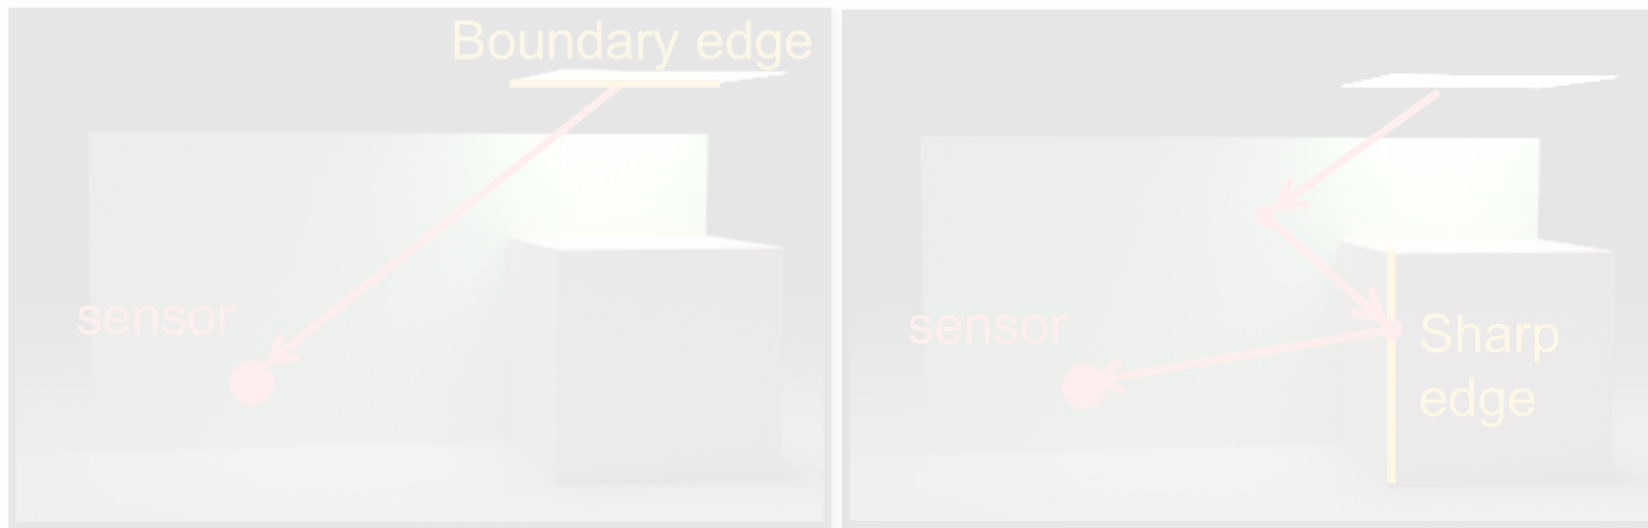 Boundary edge
sensor
sensor
Sharp
edge